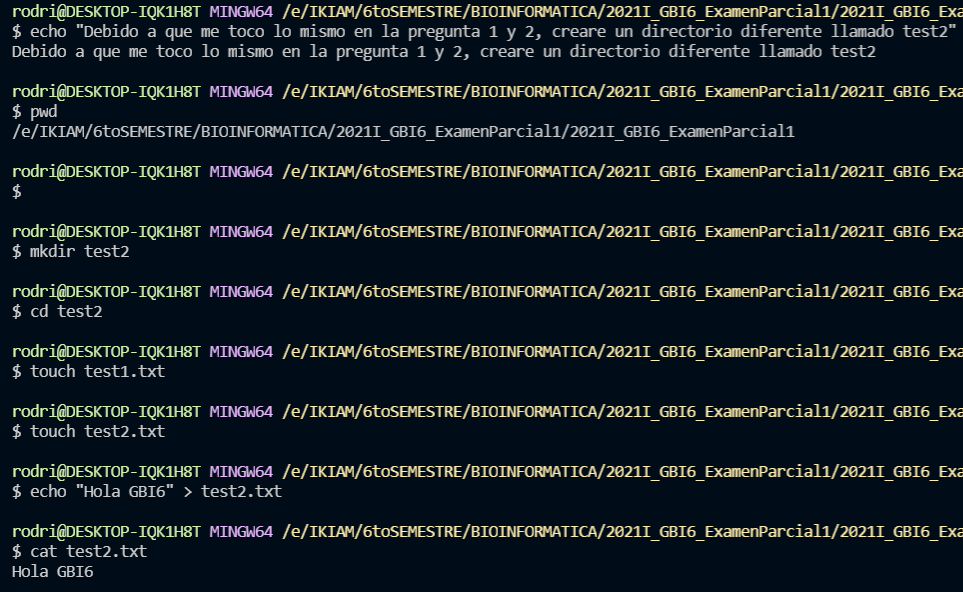 rodri@DESKTOP-IQK1H8T MINGW64 /e/IKIAM/6toSEMESTRE/BIOINFORMATICA/2021I_GBI6_ExamenParcial1/2021I_GBI6_Exa
$ echo "Debido a que me toco lo mismo en la pregunta 1 y 2, creare un directorio diferente llamado test2"
Debido a que me toco lo mismo en la pregunta 1 y 2, creare un directorio diferente llamado test2
rodri@DESKTOP-IQK1H8T MINGW64 /e/IKIAM/6toSEMESTRE/BIOINFORMATICA/2021I_GBI6_ExamenParcial1/2021I_GBI6_Exa
$ pwd
/e/IKIAM/6toSEMESTRE/BIOINFORMATICA/2021I_GBI6_ExamenParcial1/2021I_GBI6_ExamenParcial1
rodri@DESKTOP-IQK1H8T MINGW64 /e/IKIAM/6toSEMESTRE/BIOINFORMATICA/2021I_GBI6_ExamenParcial1/2021I_GBI6_Exa
$
rodri@DESKTOP-IQK1H8T MINGW64 /e/IKIAM/6toSEMESTRE/BIOINFORMATICA/2021I_GBI6_ExamenParcial1/2021I_GBI6_Exa
$ mkdir test2
rodri@DESKTOP-IQK1H8T MINGW64 /e/IKIAM/6toSEMESTRE/BIOINFORMATICA/2021I_GBI6_ExamenParcial1/2021I_GBI6_Exa
$ cd test2
rodri@DESKTOP-IQK1H8T MINGW64 /e/IKIAM/6toSEMESTRE/BIOINFORMATICA/2021I_GBI6_ExamenParcial1/2021I_GBI6_Exa
$ touch test1.txt
rodri@DESKTOP-IQK1H8T MINGW64 /e/IKIAM/6toSEMESTRE/BIOINFORMATICA/2021I_GBI6_ExamenParcial1/2021I_GBI6_Exa
$ touch test2.txt
rodri@DESKTOP-IQK1H8T MINGW64 /e/IKIAM/6toSEMESTRE/BIOINFORMATICA/2021I_GBI6_ExamenParcial1/2021I_GBI6_Exa
$ echo "Hola GBI6" > test2.txt
rodri@DESKTOP-IQK1H8T MINGW64 /e/IKIAM/6toSEMESTRE/BIOINFORMATICA/2021I_GBI6_ExamenParcial1/2021I_GBI6_Exa
$ cat test2.txt
Hola GBI6